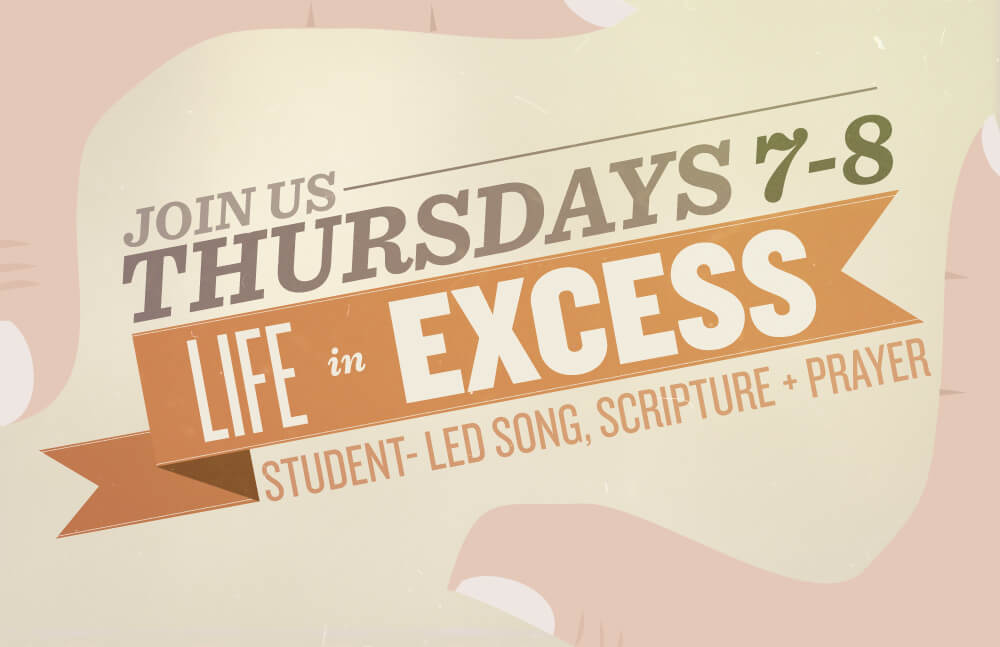 JOIN US
THURSDAYS 7-8
LIFE in EXCESS
STUDENT- LED SONG, SCRIPTURE + PRAYER